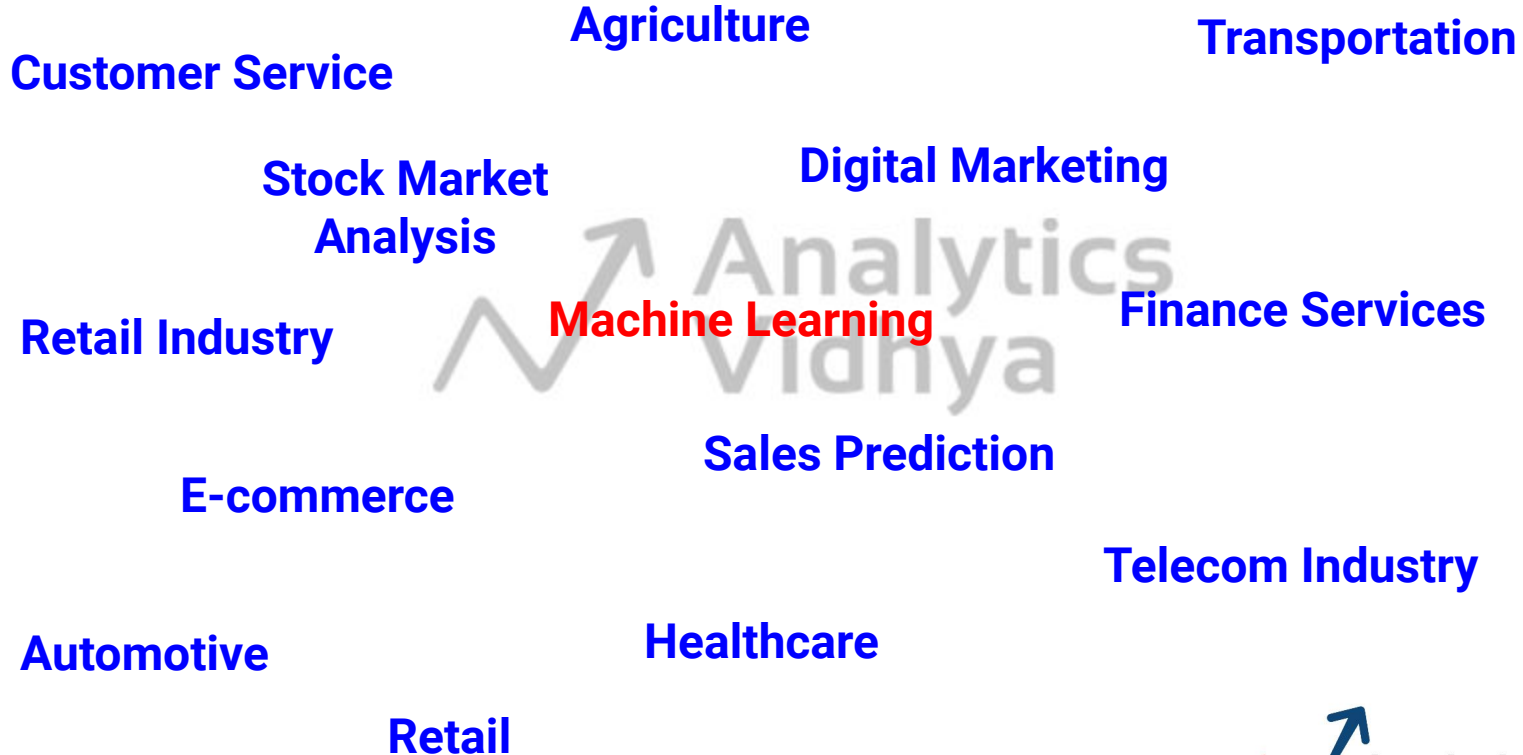 Agriculture
Transportation
Customer Service
Digital Marketing
Stock Market
Analysis
Analytics
Vidhya
Machine Learning
Finance Services
Retail Industry
Sales Prediction
E-commerce
Telecom Industry
Healthcare
Automotive
Retail